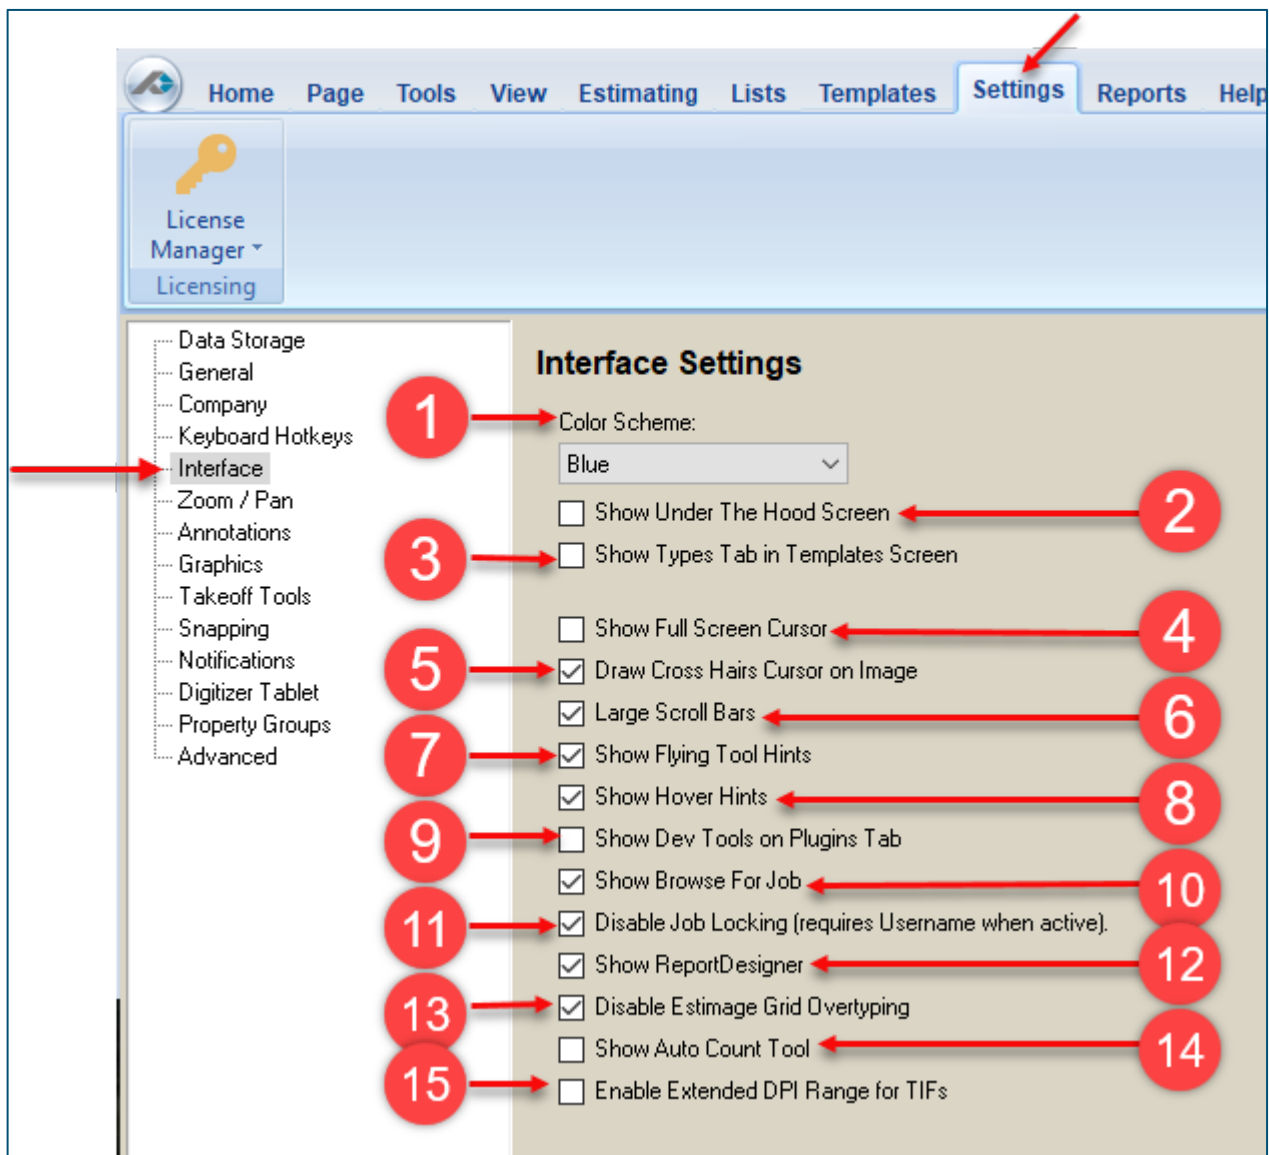 Home Page Tools View Estimating Lists Templates Settings Reports Help
License
Manager
Licensing
Data Storage
General
Company
Keyboard Hotkeys
Interface
Zoom / Pan
Annotations
Graphics
Takeoff Tools
Snapping
Notifications
Digitizer Tablet
Property Groups
Advanced
Interface Settings
1 Color Scheme:
Blue
Show Under The Hood Screen 2
3 Show Types Tab in Templates Screen
Show Full Screen Cursor 4
5 Draw Cross Hairs Cursor on Image
Large Scroll Bars 6
7 Show Flying Tool Hints
Show Hover Hints 8
9 Show Dev Tools on Plugins Tab
Show Browse For Job 10
11 Disable Job Locking (requires Username when active).
Show ReportDesigner 12
13 Disable Estimage Grid Overtyping
Show Auto Count Tool 14
15 Enable Extended DPI Range for TIFs